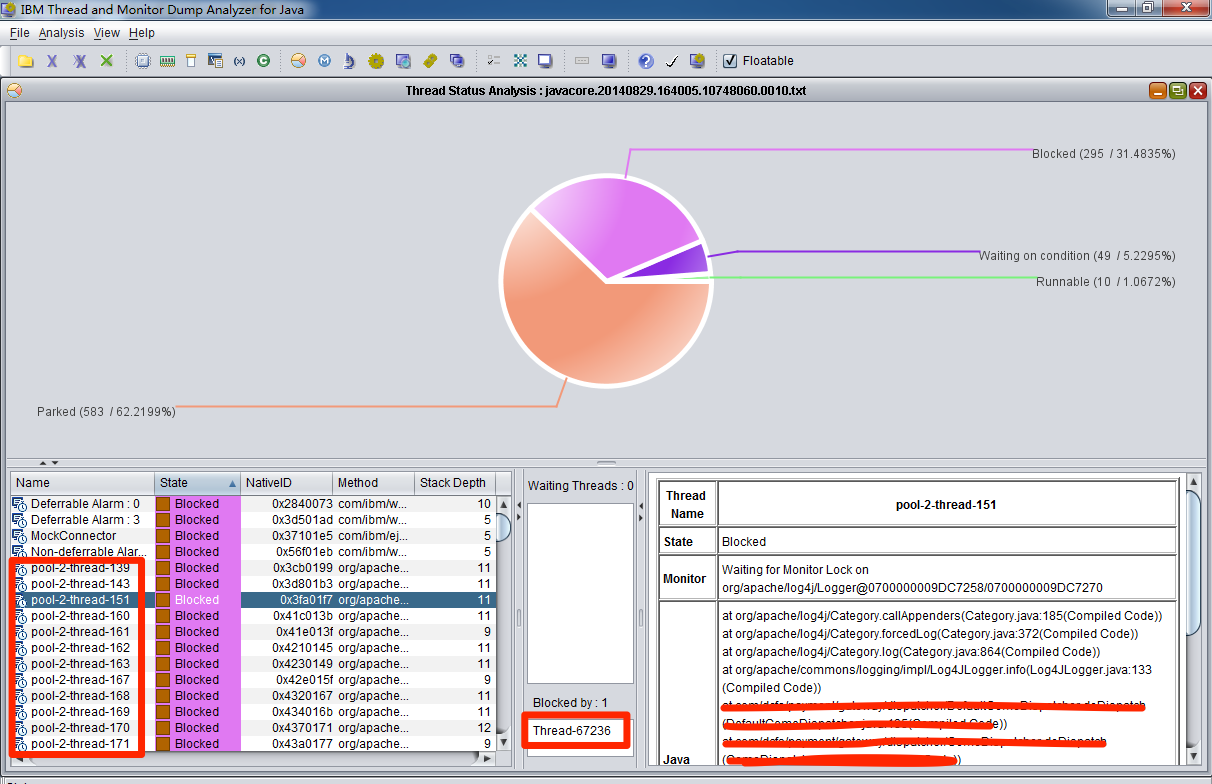 IBM Thread and Monitor Dump Analyzer for Java
File Analysis View Help
Floatable
Thread Status Analysis : javacore.20140829.164005.10748060.0010.txt
Blocked (295 / 31.4835%)
Waiting on condition (49 / 5.2295%)
Runnable (10 / 1.0672%)
Parked (583 / 62.2199%)
Name State NativeID Method Stack Depth
Deferrable Alarm : 0 Blocked 0x2840073 com/ibm/w... 10
Deferrable Alarm : 3 Blocked 0x3d501ad com/ibm/w... 5
MockConnector Blocked 0x37101e5 com/ibm/ej... 5
Non-deferrable Alar... Blocked 0x56f01eb com/ibm/w... 5
pool-2-thread-139 Blocked 0x3cb0199 org/apache... 11
pool-2-thread-143 Blocked 0x3d801b3 org/apache... 11
pool-2-thread-151 Blocked 0x3fa01f7 org/apache... 11
pool-2-thread-160 Blocked 0x41c013b org/apache... 11
pool-2-thread-161 Blocked 0x41e013f org/apache... 9
pool-2-thread-162 Blocked 0x4210145 org/apache... 11
pool-2-thread-163 Blocked 0x4230149 org/apache... 11
pool-2-thread-167 Blocked 0x42e015f org/apache... 9
pool-2-thread-168 Blocked 0x4320167 org/apache... 11
pool-2-thread-169 Blocked 0x434016b org/apache... 11
pool-2-thread-170 Blocked 0x4370171 org/apache... 12
pool-2-thread-171 Blocked 0x43a0177 org/apache... 9
Waiting Threads : 0
Blocked by : 1
Thread-67236
Thread Name pool-2-thread-151
State Blocked
Monitor Waiting for Monitor Lock on
org/apache/log4j/Logger@0700000009DC7258/0700000009DC7270
Java
at org/apache/log4j/Category.callAppenders(Category.java:185(Compiled Code))
at org/apache/log4j/Category.forcedLog(Category.java:372(Compiled Code))
at org/apache/log4j/Category.log(Category.java:864(Compiled Code))
at org/apache/commons/logging/impl/Log4JLogger.info(Log4JLogger.java:133
(Compiled Code))